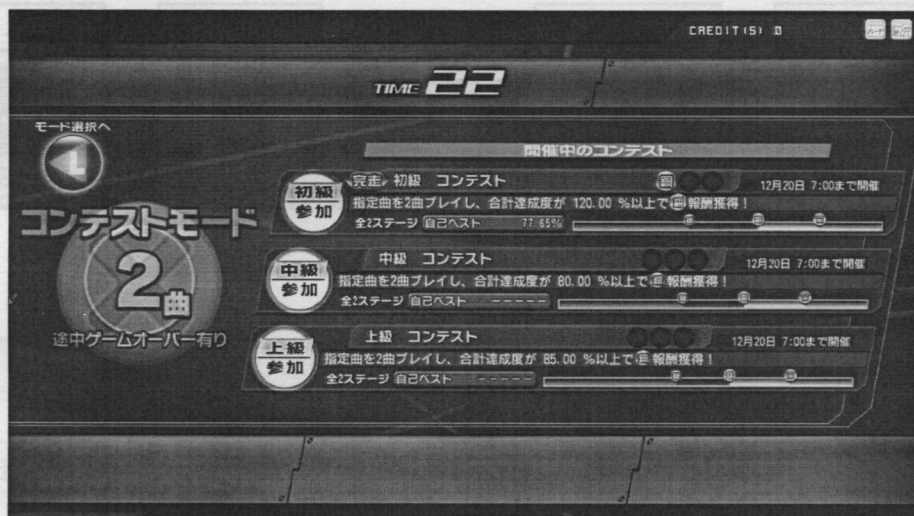 CREDIT(S) 0
TIME 22
モード選択へ
L
開催中のコンテスト
コンテストモード
2曲
途中ゲームオーバー有り
初級
参加
完走 初級 コンテスト
12月20日 7:00まで開催
指定曲を2曲プレイし、合計達成度が 120.00 %以上で 報酬獲得！
全2ステージ 自己ベスト 77.65%
中級
参加
中級 コンテスト
12月20日 7:00まで開催
指定曲を2曲プレイし、合計達成度が 80.00 %以上で 報酬獲得！
全2ステージ 自己ベスト -----
上級
参加
上級 コンテスト
12月20日 7:00まで開催
指定曲を2曲プレイし、合計達成度が 85.00 %以上で 報酬獲得！
全2ステージ 自己ベスト -----